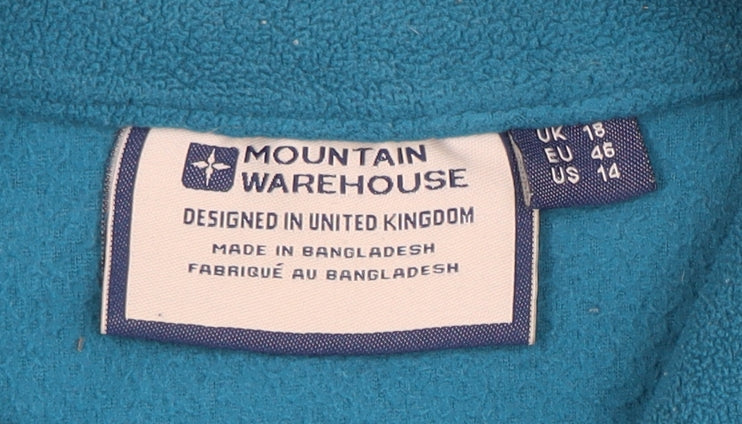 MOUNTAIN
WAREHOUSE
DESIGNED IN UNITED KINGDOM
MADE IN BANGLADESH
FABRIQUÉ AU BANGLADESH
UK 18
EU 46
US 14